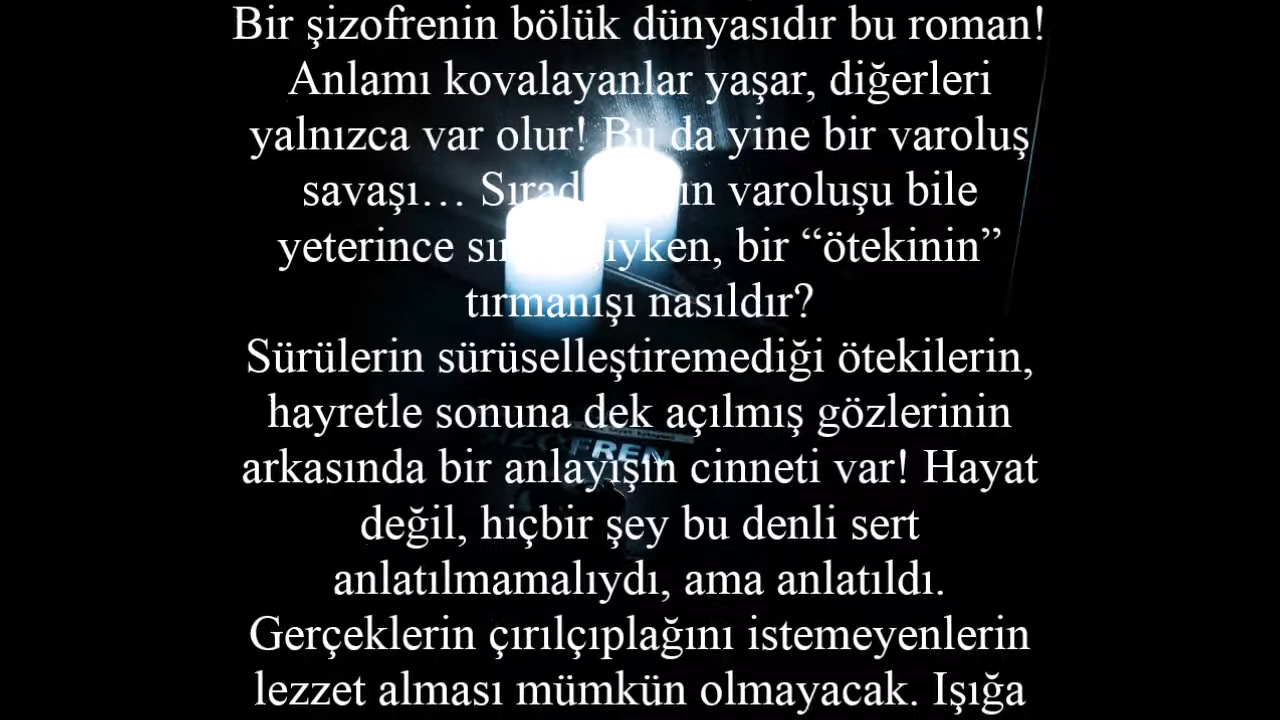 Bir şizofrenin bölük dünyasıdır bu roman!
Anlamı kovalayanlar yaşar, diğerleri
yalnızca var olur! Bu da yine bir varoluş
savaşı… varoluşu bile
yeterince bir “ötekinin”
tırmanışı nasıldır?
Sürülerin sürüselleştiremediği ötekilerin,
hayretle sonuna dek açılmış gözlerinin
arkasında bir anlayışın cinneti var! Hayat
değil, hiçbir şey bu denli sert
anlatılmamalıydı, ama anlatıldı.
Gerçeklerin çırılçıplağını istemeyenlerin
lezzet alması mümkün olmayacak. Işığa